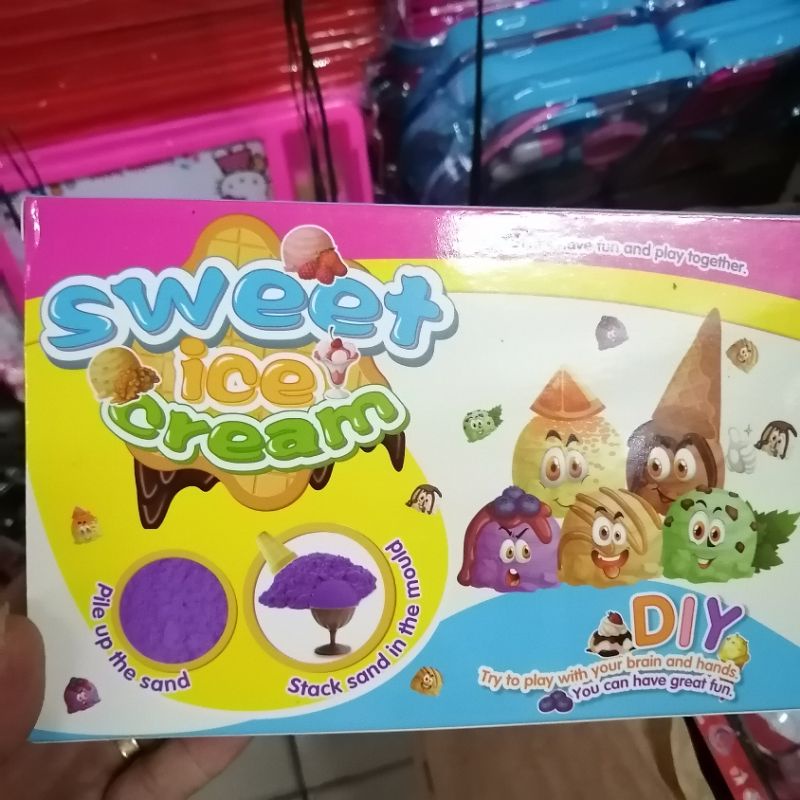 have fun and play together.
sweet
ice
cream
Pile up the sand
Stack sand in the mould
DIY
Try to play with your brain and hands.
You can have great fun.